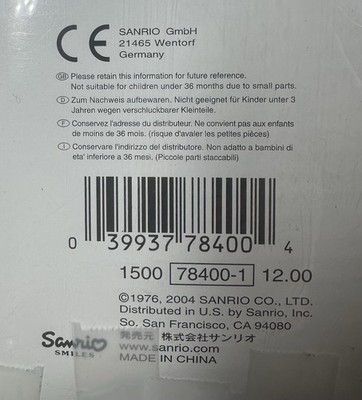 CE SANRIO GmbH
21465 Wentorf
Germany
GB Please retain this information for future reference.
Not suitable for children under 36 months due to small parts.
D Zum Nachweis aufbewaren. Nicht geeignet für Kinder unter 3
Jahren wegen verschluckbarer Kleinteile.
F Conservez l'adresse du distributeur. Ne convient pas aux enfants
de moins de 36 mois. (risque d'avaler les petites pièces)
I Conservare l'indirizzo del distributore. Non adatto a bambini di
eta' inferiore a 36 mesi. (Piccole parti staccabili)
0 39937 78400 4
1500 78400-1 12.00
©1976, 2004 SANRIO CO., LTD.
Distributed in U.S. by Sanrio, Inc.
So. San Francisco, CA 94080
発売元 株式会社サンリオ
Sanrio
SMILES
www.sanrio.com
MADE IN CHINA